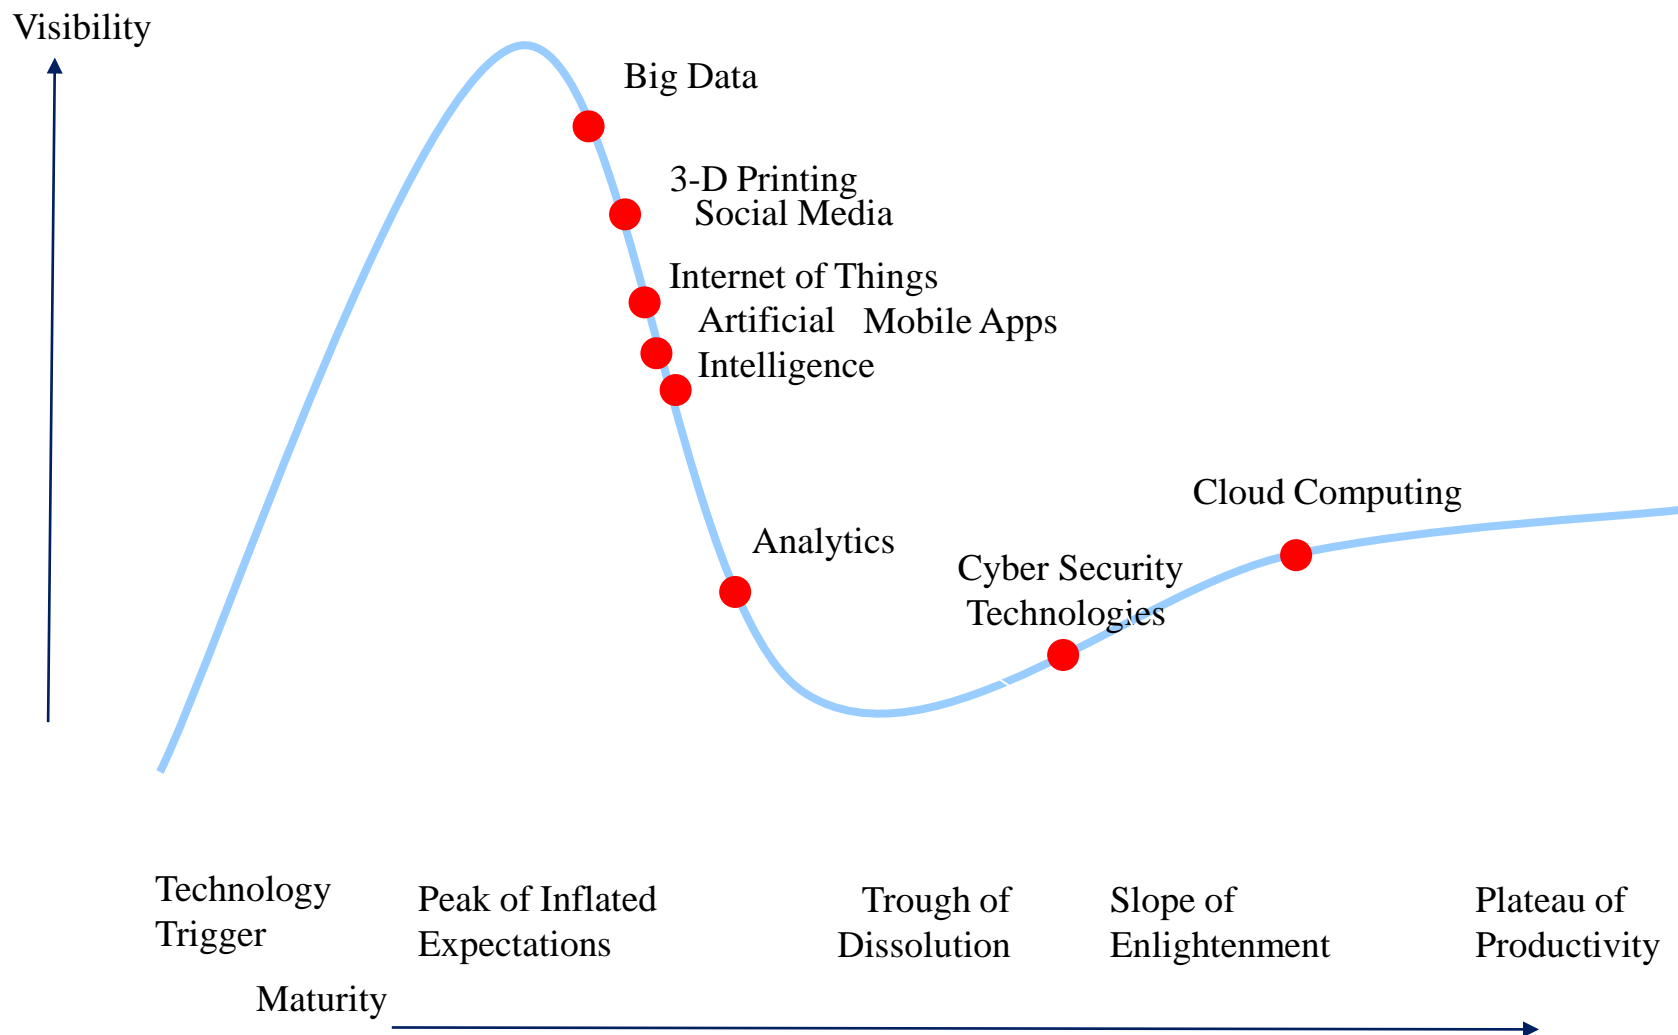 Visibility
Big Data
3-D Printing
Social Media
Internet of Things
Artificial Mobile Apps
Intelligence
Analytics
Cloud Computing
Cyber Security
Technologies
Technology
Trigger
Peak of Inflated
Expectations
Trough of
Dissolution
Slope of
Enlightenment
Plateau of
Productivity
Maturity